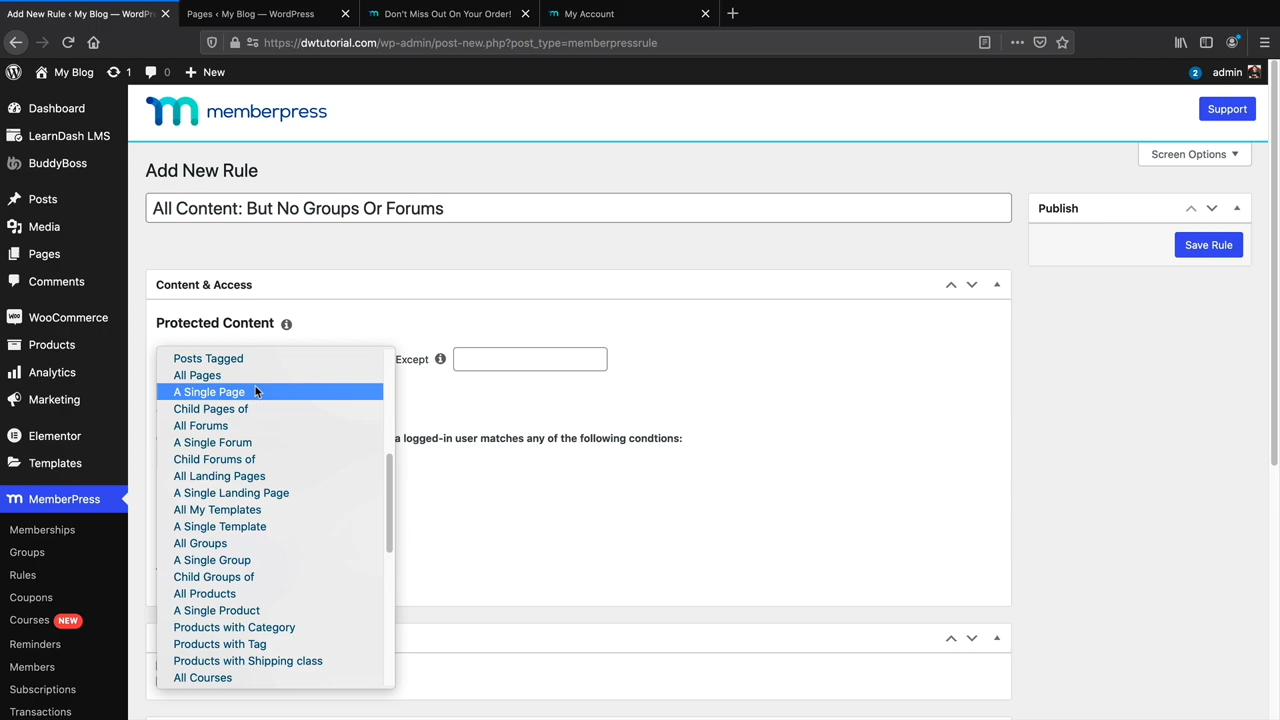 Add New Rule ‹ My Blog — WordPr
Pages ‹ My Blog — WordPress
Don't Miss Out On Your Order!
My Account
https://dwtutorial.com/wp-admin/post-new.php?post_type=memberpressrule
My Blog
1
0
New
2
admin
Dashboard
LearnDash LMS
BuddyBoss
Posts
Media
Pages
Comments
WooCommerce
Products
Analytics
Marketing
Elementor
Templates
MemberPress
Memberships
Groups
Rules
Coupons
Courses NEW
Reminders
Members
Subscriptions
Transactions
memberpress
Support
Screen Options
Add New Rule
All Content: But No Groups Or Forums
Publish
Save Rule
Content & Access
Protected Content
Except
a logged-in user matches any of the following condtions:
Posts Tagged
All Pages
A Single Page
Child Pages of
All Forums
A Single Forum
Child Forums of
All Landing Pages
A Single Landing Page
All My Templates
A Single Template
All Groups
A Single Group
Child Groups of
All Products
A Single Product
Products with Category
Products with Tag
Products with Shipping class
All Courses